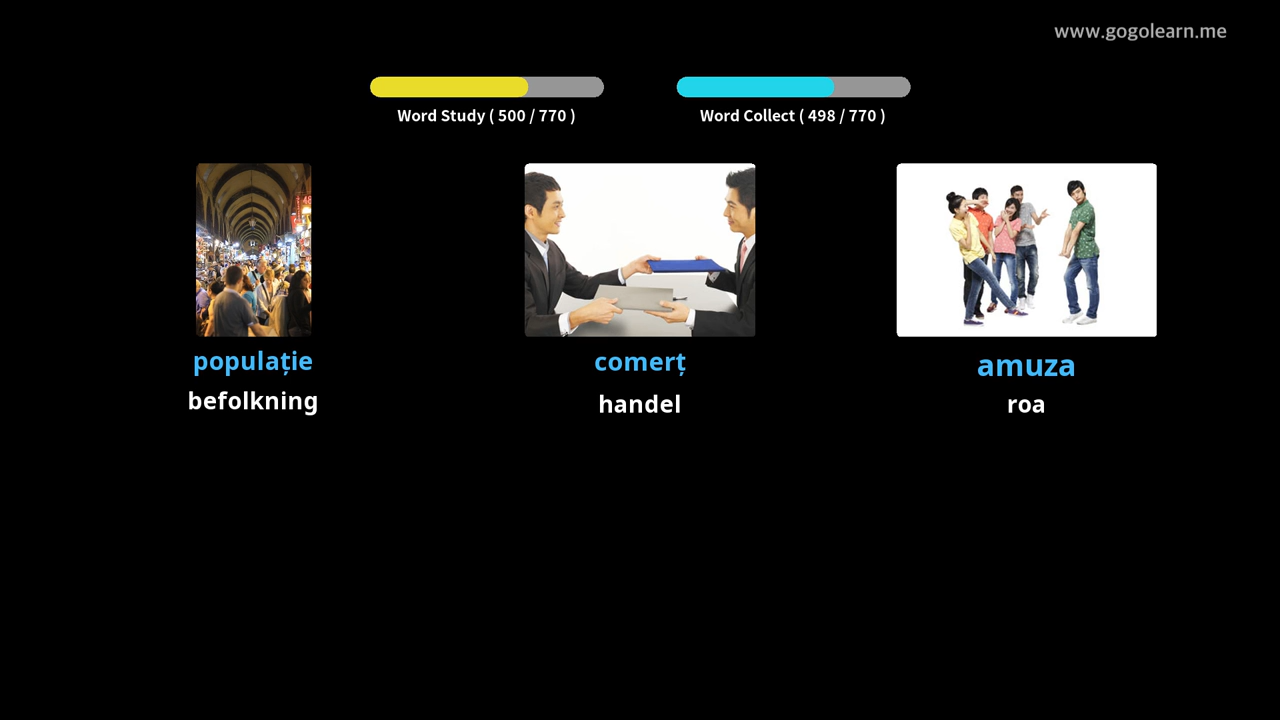 www.gogolearn.me
Word Study ( 500 / 770 )
Word Collect ( 498 / 770 )
populație
comerț
amuza
befolkning
handel
roa